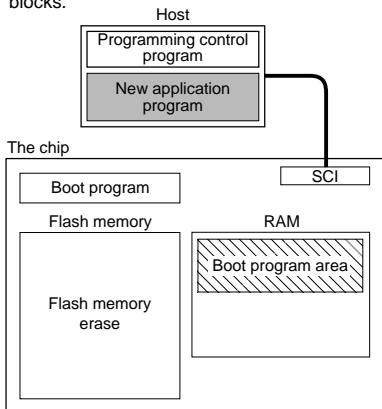 blocks.
Host
Programming control
program
New application
program
The chip
SCI
Boot program
Flash memory
RAM
Boot program area
Flash memory
erase